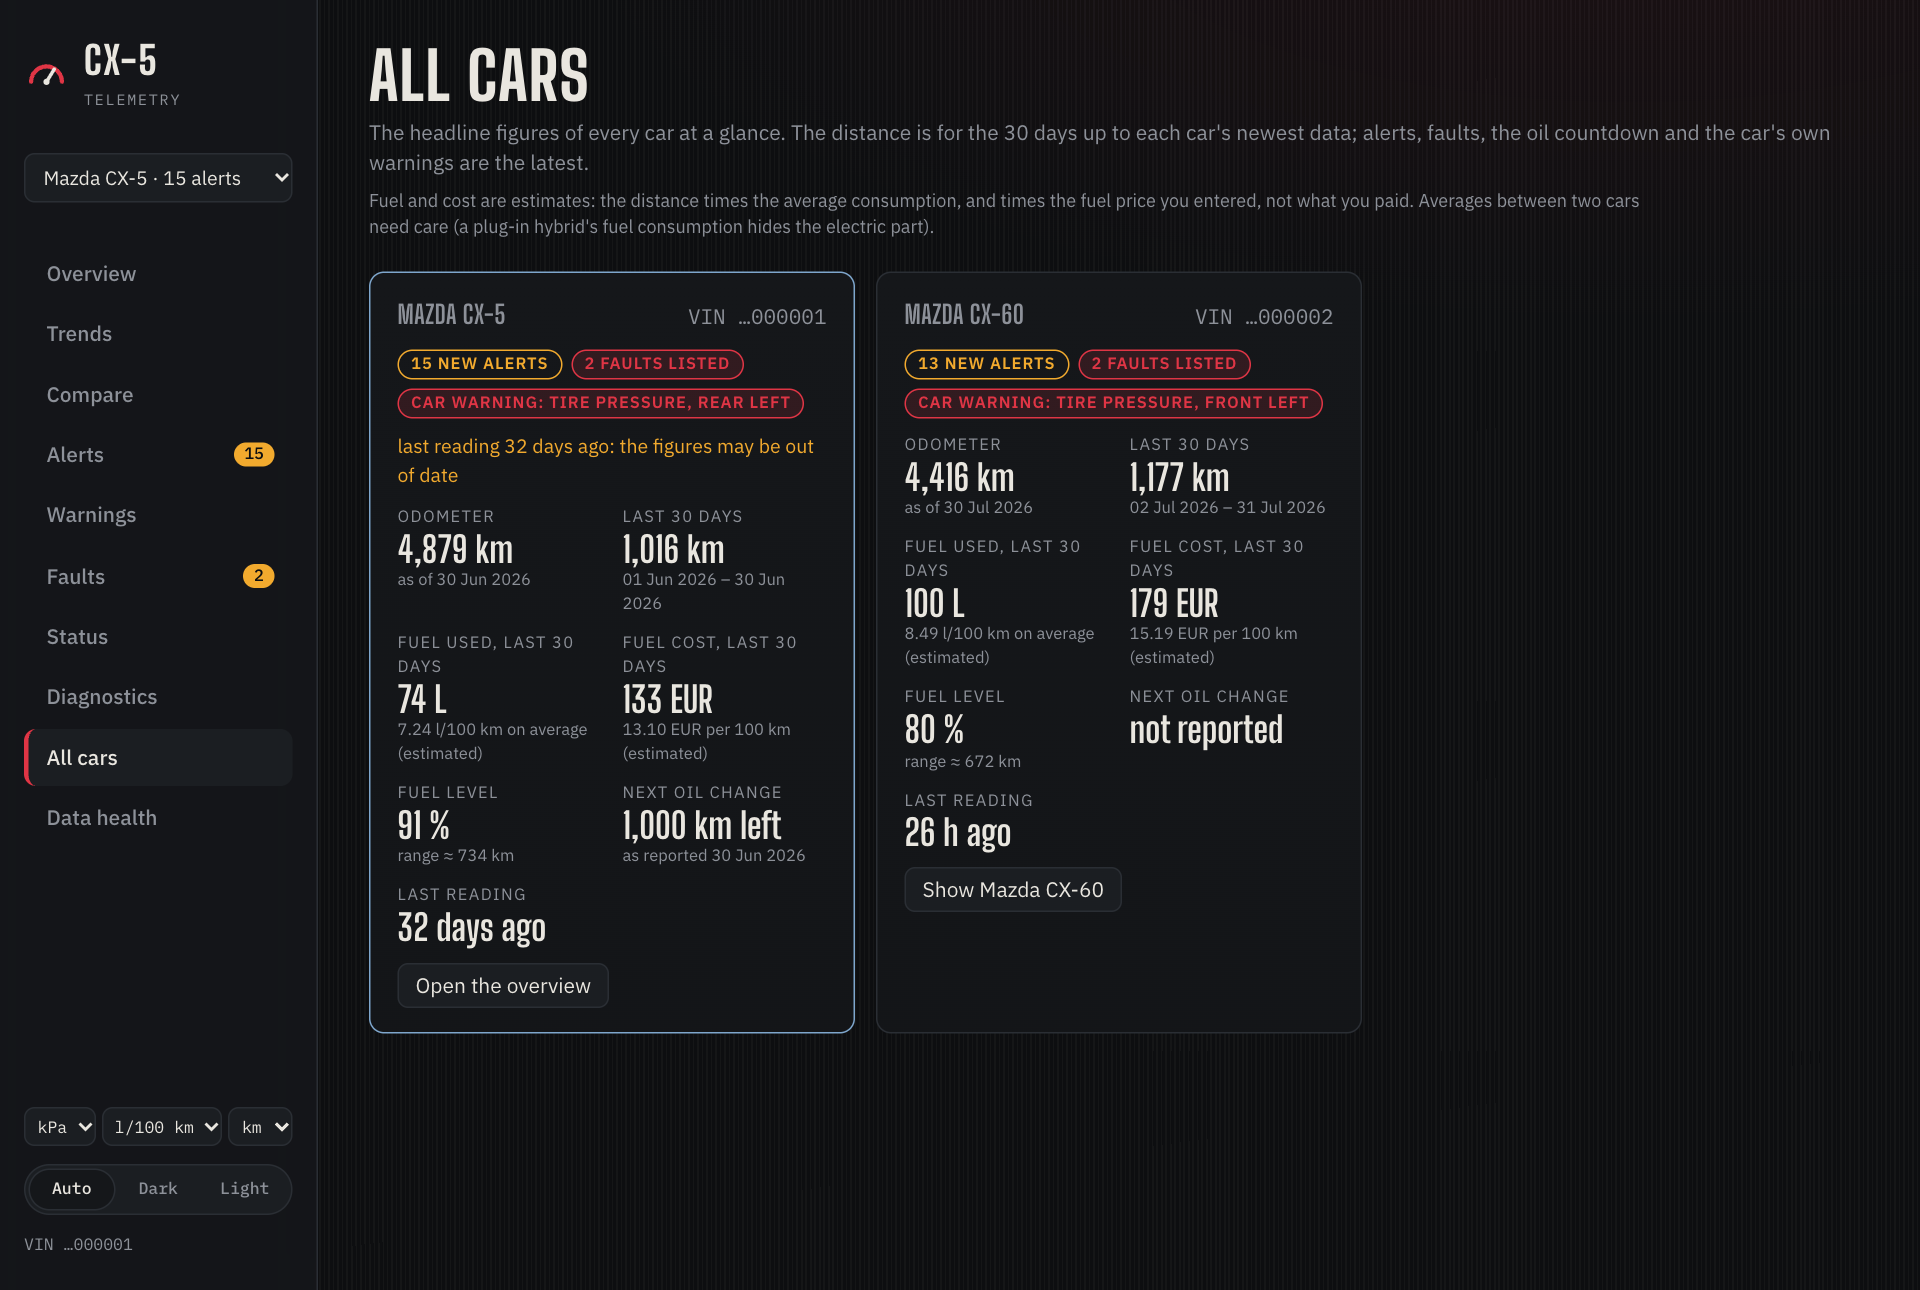 CX-5
TELEMETRY
Mazda CX-5 · 15 alerts
Overview
Trends
Compare
Alerts 15
Warnings
Faults 2
Status
Diagnostics
All cars
Data health
kPa l/100 km km
Auto Dark Light
VIN …000001
ALL CARS
The headline figures of every car at a glance. The distance is for the 30 days up to each car's newest data; alerts, faults, the oil countdown and the car's own
warnings are the latest.
Fuel and cost are estimates: the distance times the average consumption, and times the fuel price you entered, not what you paid. Averages between two cars
need care (a plug-in hybrid's fuel consumption hides the electric part).
MAZDA CX-5 VIN …000001
15 NEW ALERTS 2 FAULTS LISTED
CAR WARNING: TIRE PRESSURE, REAR LEFT
last reading 32 days ago: the figures may be out
of date
ODOMETER
4,879 km
as of 30 Jun 2026
LAST 30 DAYS
1,016 km
01 Jun 2026 – 30 Jun
2026
FUEL USED, LAST 30
DAYS
74 L
7.24 l/100 km on average
(estimated)
FUEL COST, LAST 30
DAYS
133 EUR
13.10 EUR per 100 km
(estimated)
FUEL LEVEL
91 %
range ≈ 734 km
NEXT OIL CHANGE
1,000 km left
as reported 30 Jun 2026
LAST READING
32 days ago
Open the overview
MAZDA CX-60 VIN …000002
13 NEW ALERTS 2 FAULTS LISTED
CAR WARNING: TIRE PRESSURE, FRONT LEFT
ODOMETER
4,416 km
as of 30 Jul 2026
LAST 30 DAYS
1,177 km
02 Jul 2026 – 31 Jul 2026
FUEL USED, LAST 30
DAYS
100 L
8.49 l/100 km on average
(estimated)
FUEL COST, LAST 30
DAYS
179 EUR
15.19 EUR per 100 km
(estimated)
FUEL LEVEL
80 %
range ≈ 672 km
NEXT OIL CHANGE
not reported
LAST READING
26 h ago
Show Mazda CX-60